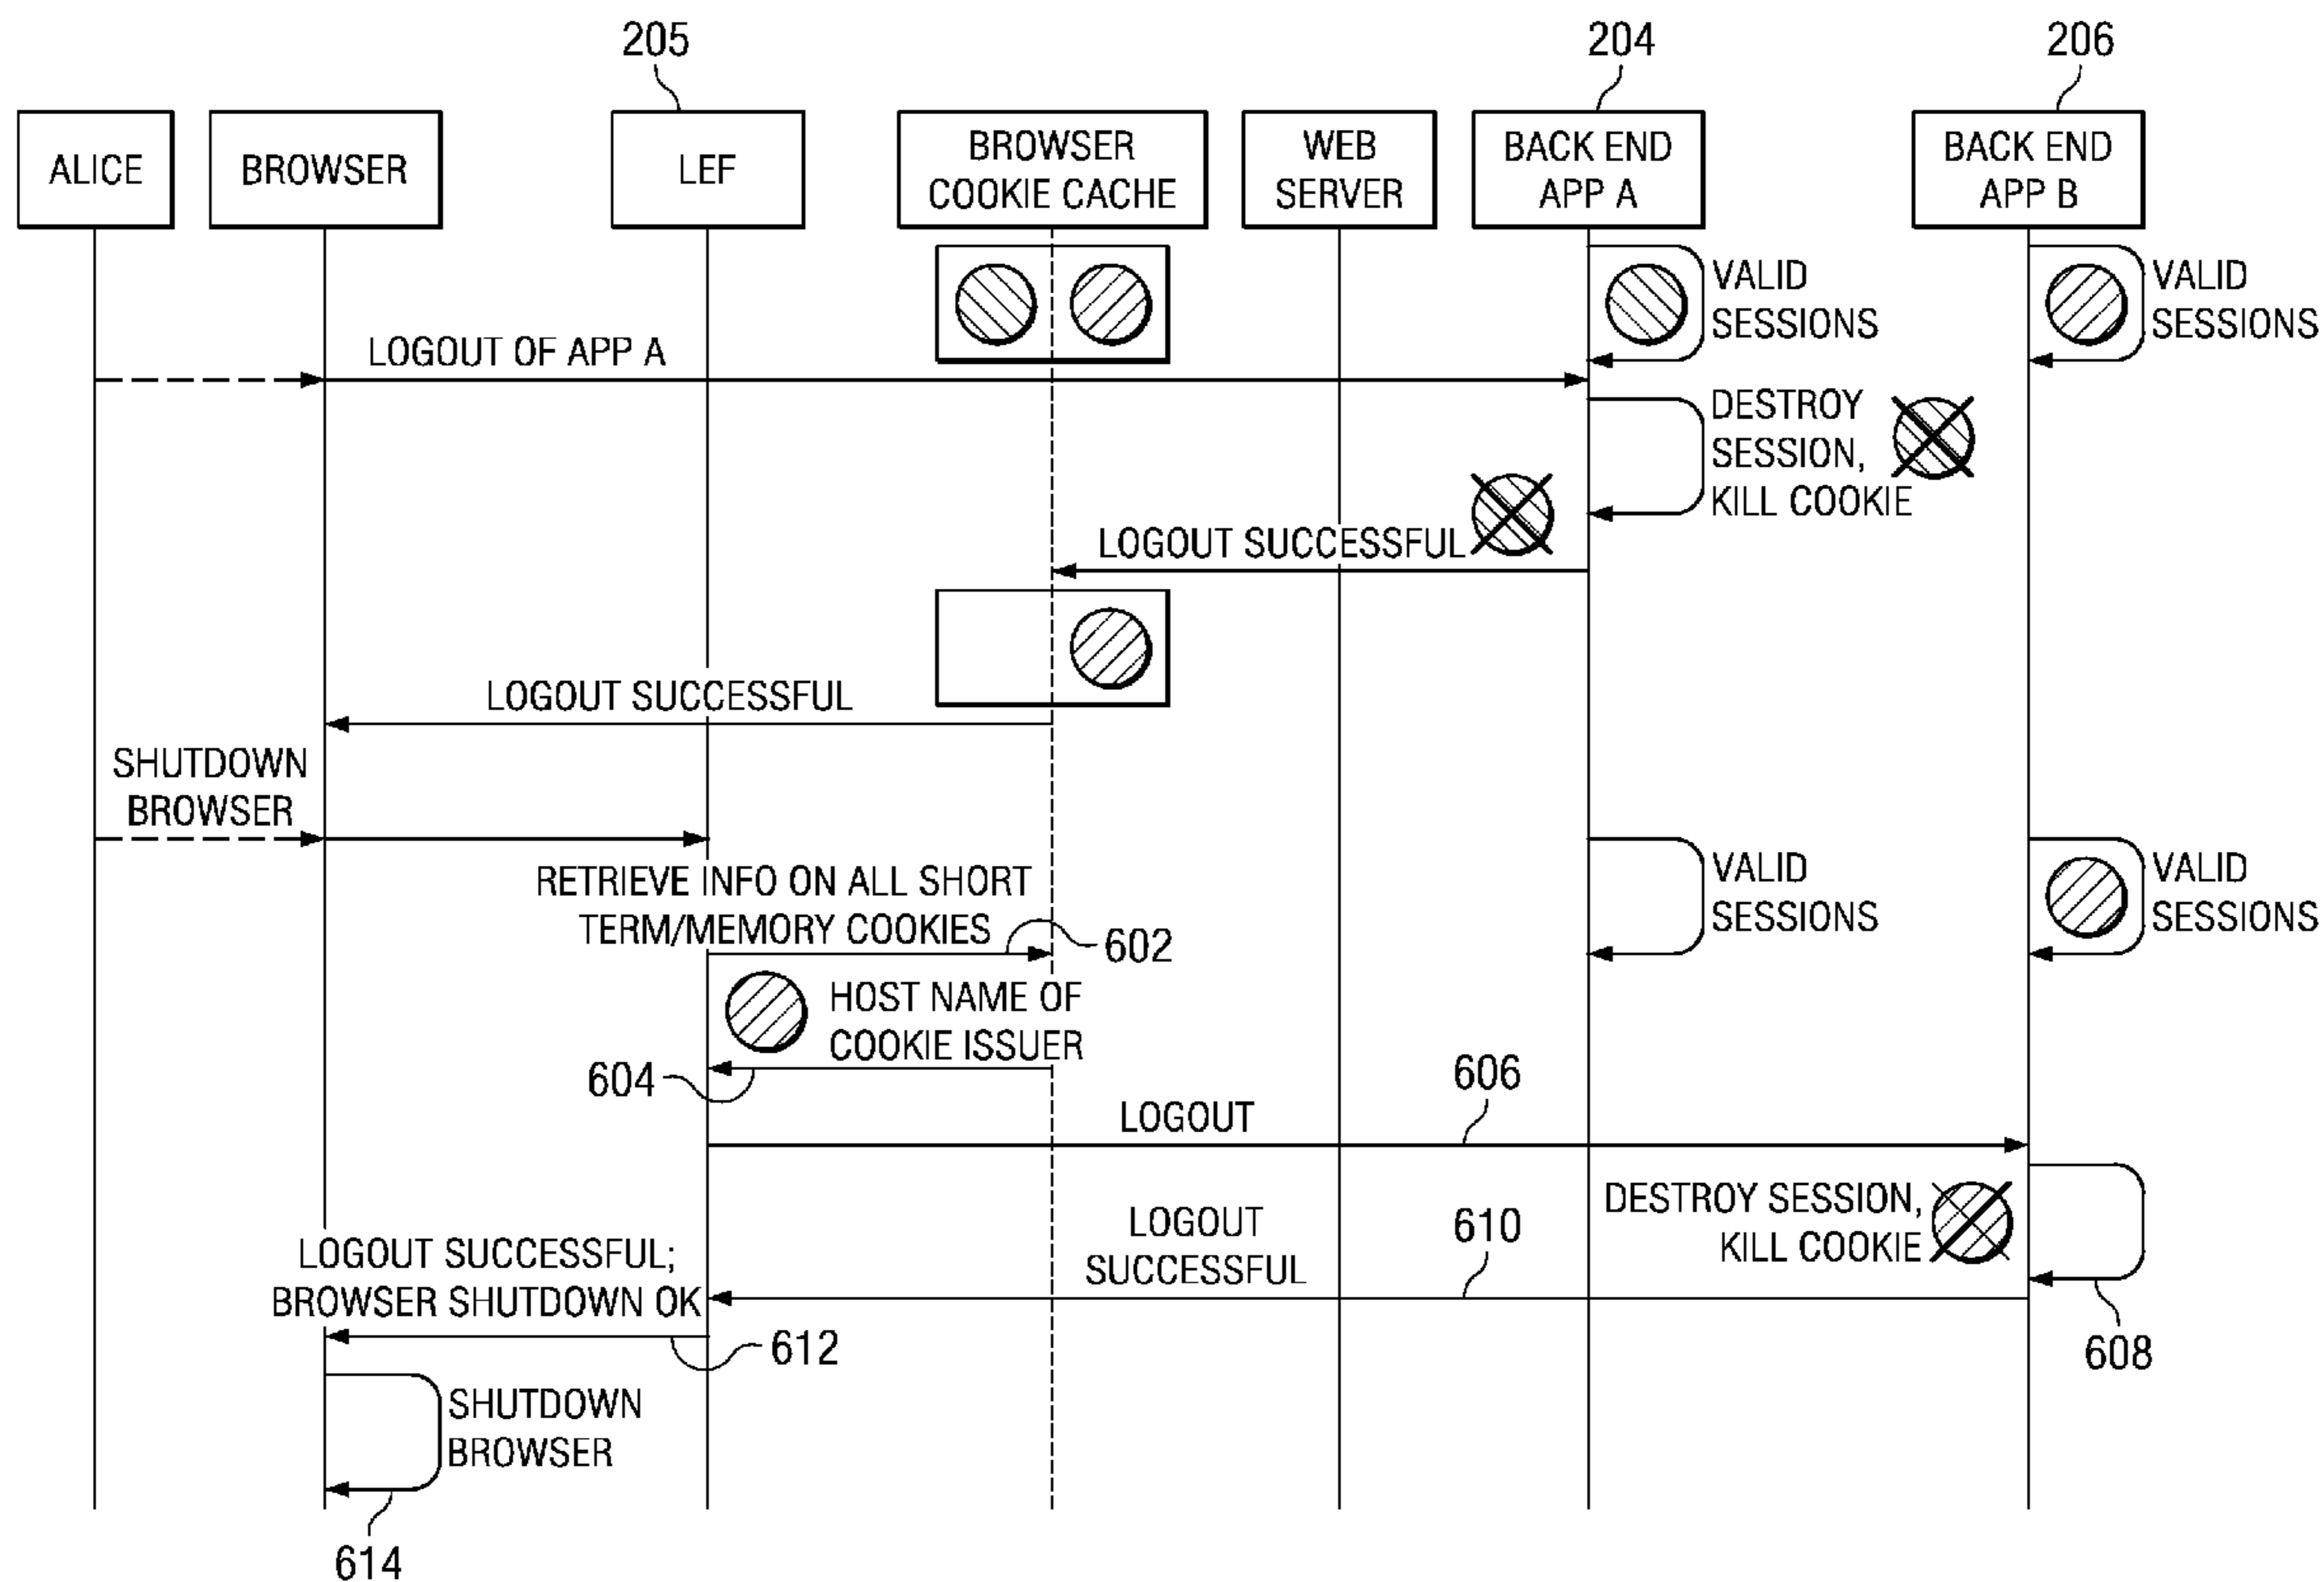 205
204
206
ALICE
BROWSER
LEF
BROWSER
COOKIE CACHE
WEB
SERVER
BACK END
APP A
BACK END
APP B
VALID
SESSIONS
VALID
SESSIONS
LOGOUT OF APP A
DESTROY
SESSION,
KILL COOKIE
LOGOUT SUCCESSFUL
LOGOUT SUCCESSFUL
SHUTDOWN
BROWSER
VALID
SESSIONS
VALID
SESSIONS
RETRIEVE INFO ON ALL SHORT
TERM/MEMORY COOKIES
602
HOST NAME OF
COOKIE ISSUER
604
606
LOGOUT
DESTROY SESSION,
KILL COOKIE
LOGOUT
SUCCESSFUL
610
LOGOUT SUCCESSFUL;
BROWSER SHUTDOWN OK
612
608
SHUTDOWN
BROWSER
614